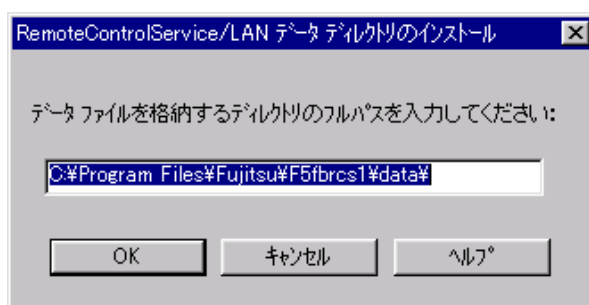 RemoteControlService/LAN データ ディレクトリのインストール
データ ファイルを格納するディレクトリのフルパスを入力してください:
C:¥Program Files¥Fujitsu¥F5fbrcs1¥data¥
OK キャンセル ヘルプ